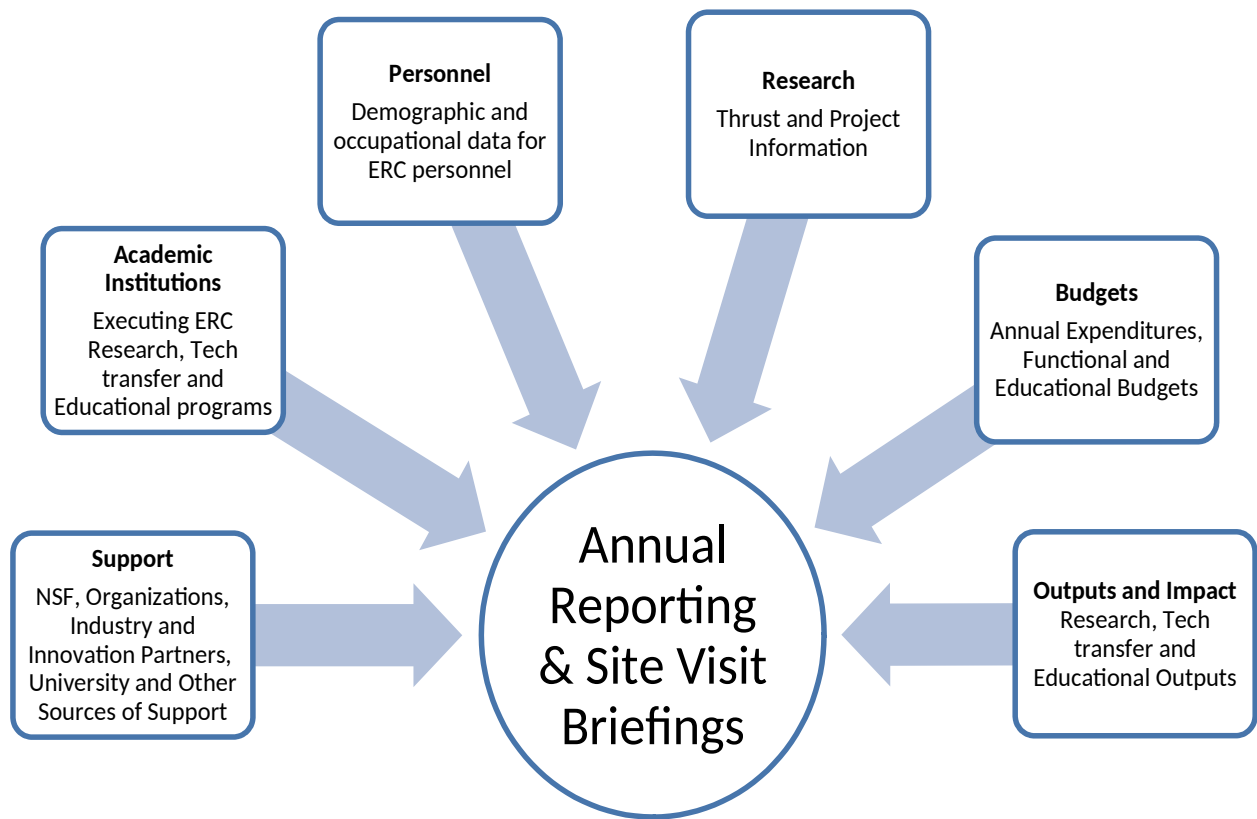 Personnel
Demographic and
occupational data for
ERC personnel
Research
Thrust and Project
Information
Academic
Institutions
Executing ERC
Research, Tech
transfer and
Educational programs
Budgets
Annual Expenditures,
Functional and
Educational Budgets
Support
NSF, Organizations,
Industry and
Innovation Partners,
University and Other
Sources of Support
Annual
Reporting
& Site Visit
Briefings
Outputs and Impact
Research, Tech
transfer and
Educational Outputs